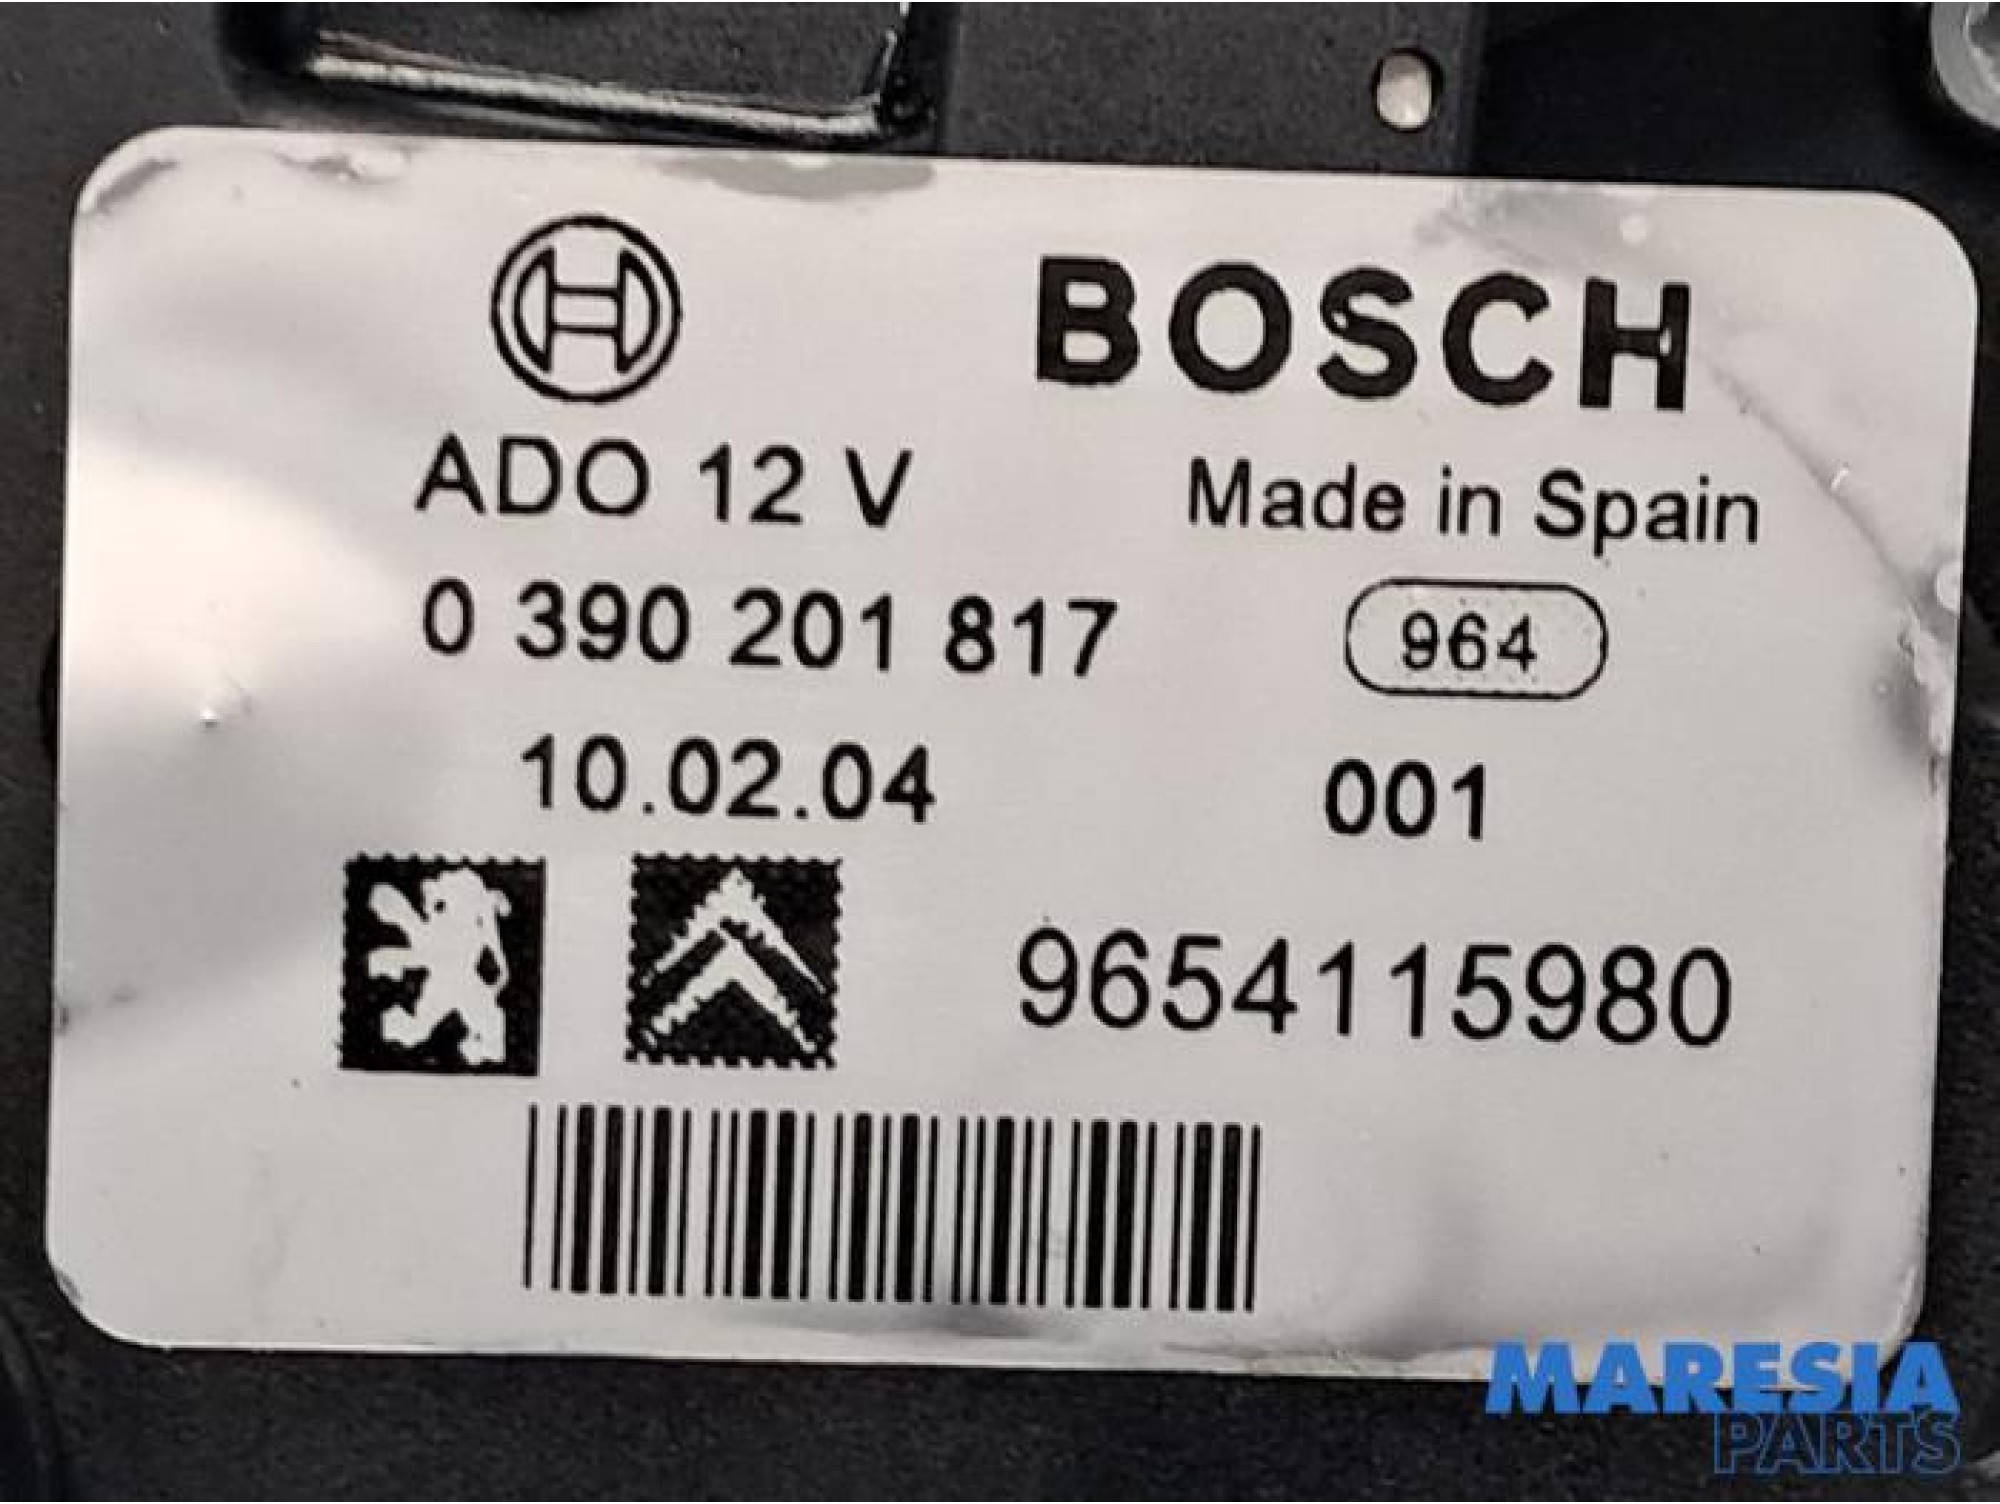 BOSCH
ADO 12 V
Made in Spain
0 390 201 817
964
10.02.04
001
9654115980
MARESIA
PARTS